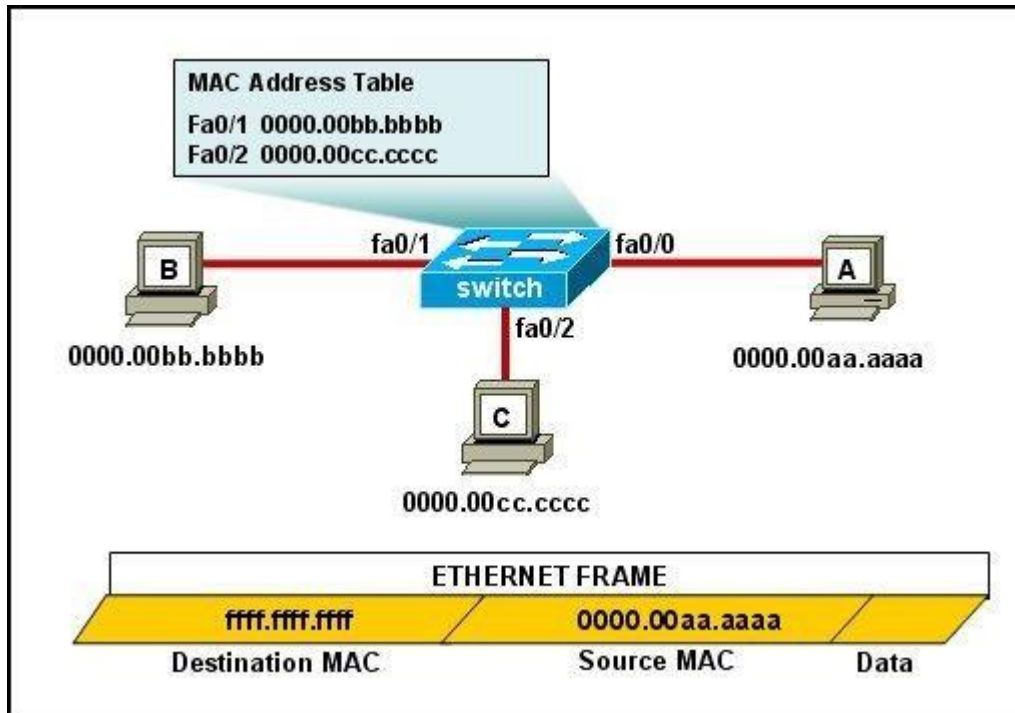 MAC Address Table
Fa0/1 0000.00bb.bbbb
Fa0/2 0000.00cc.cccc
fa0/1
fa0/0
B
switch
A
fa0/2
0000.00bb.bbbb
0000.00aa.aaaa
C
0000.00cc.cccc
ETHERNET FRAME
ffff.ffff.ffff
0000.00aa.aaaa
Destination MAC
Source MAC
Data